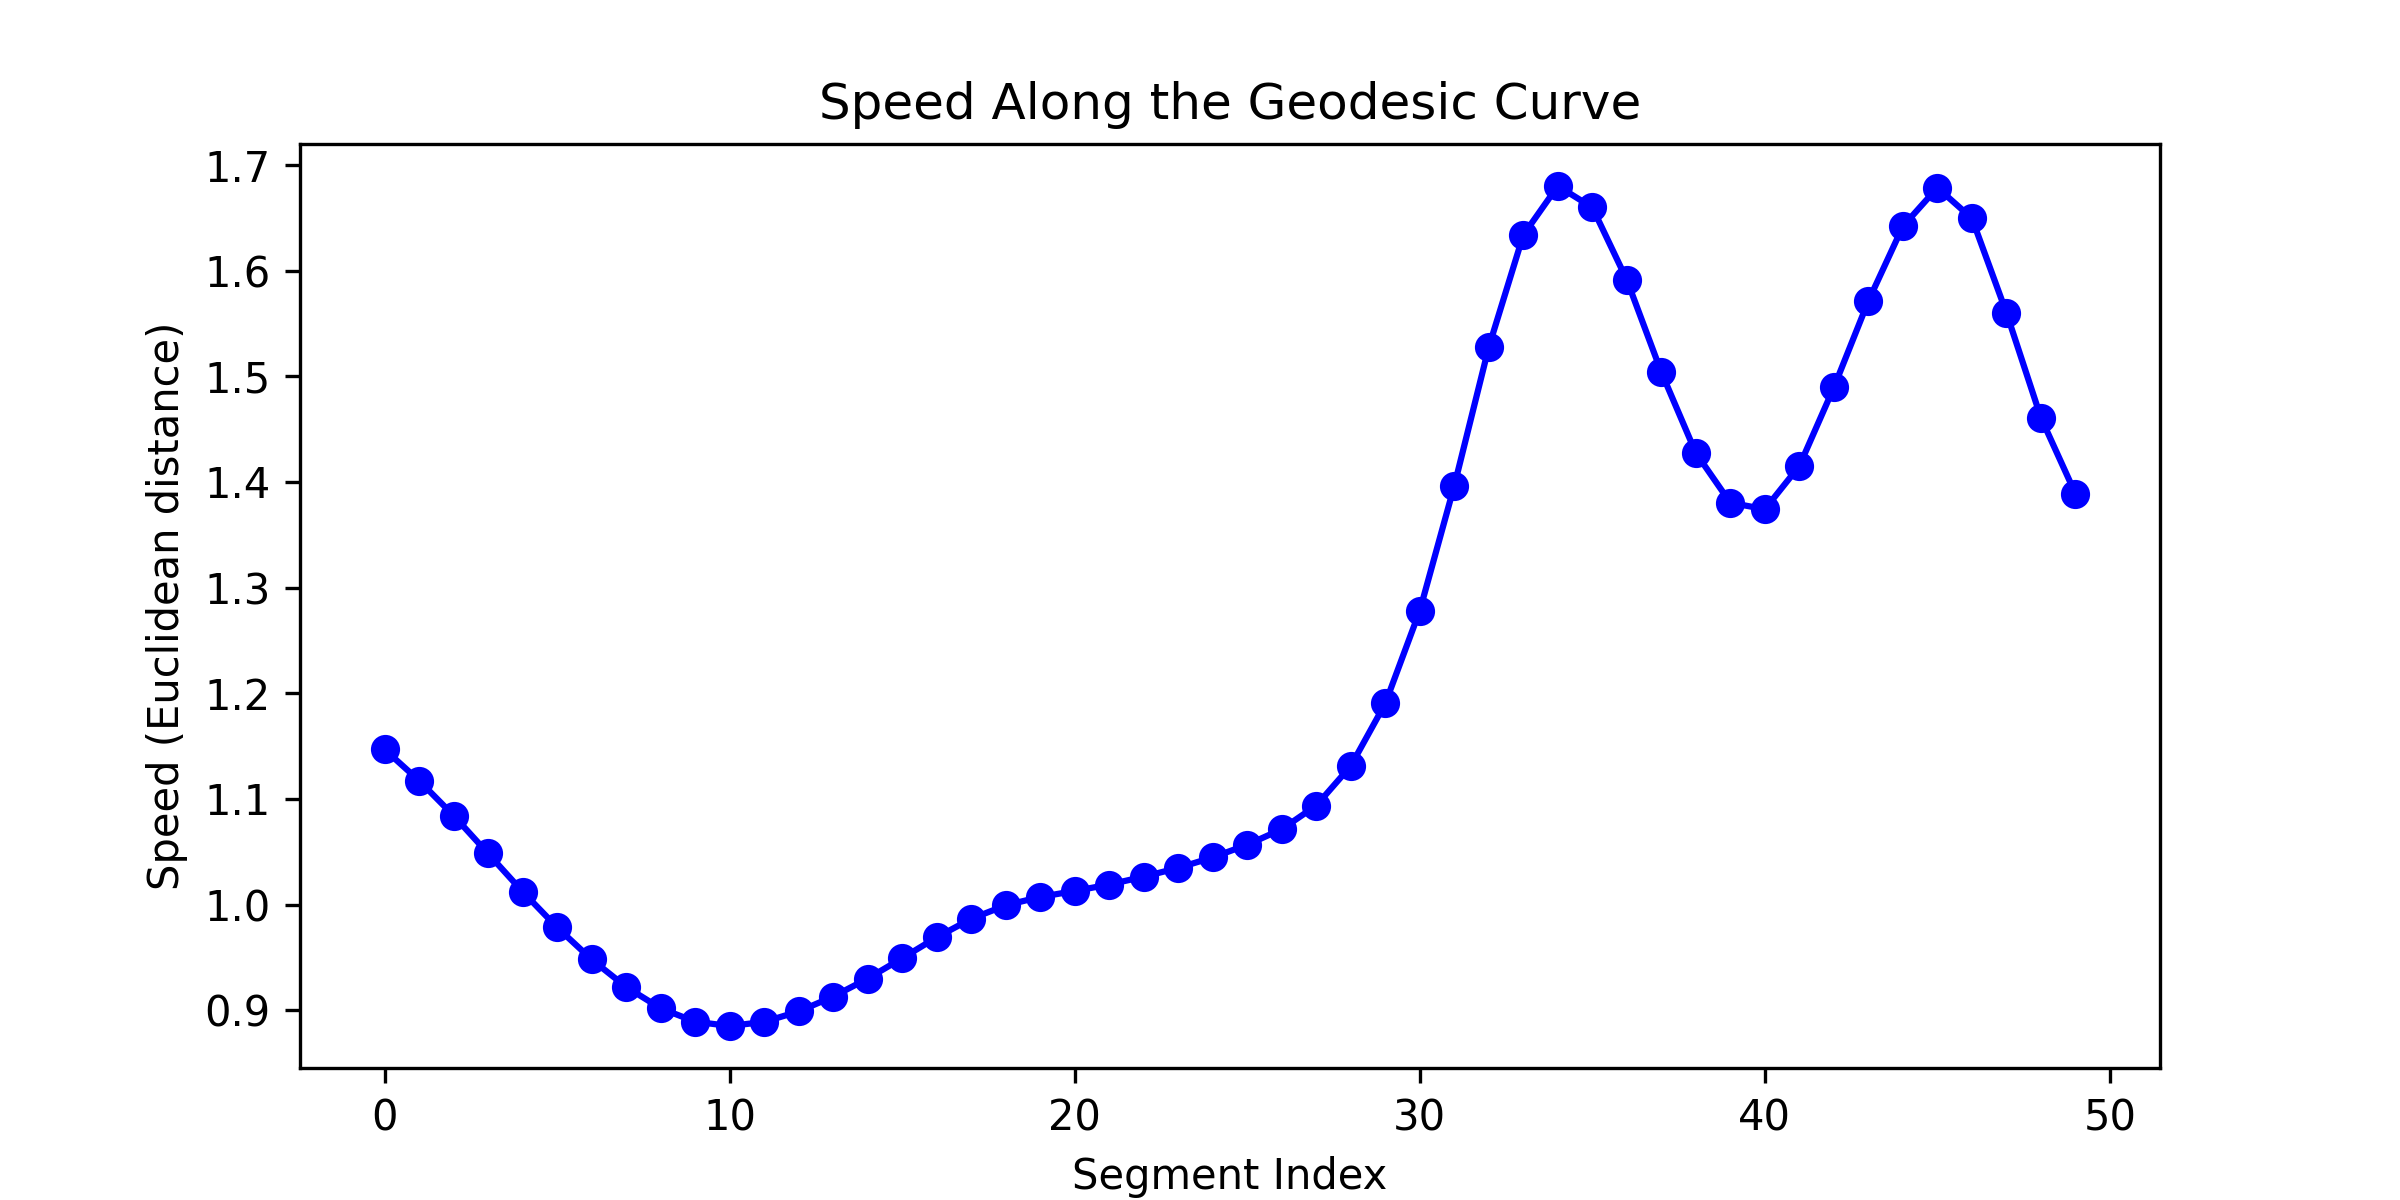 Speed Along the Geodesic Curve
Speed (Euclidean distance)
1.7
1.6
1.5
1.4
1.3
1.2
1.1
1.0
0.9
0 10 20 30 40 50
Segment Index